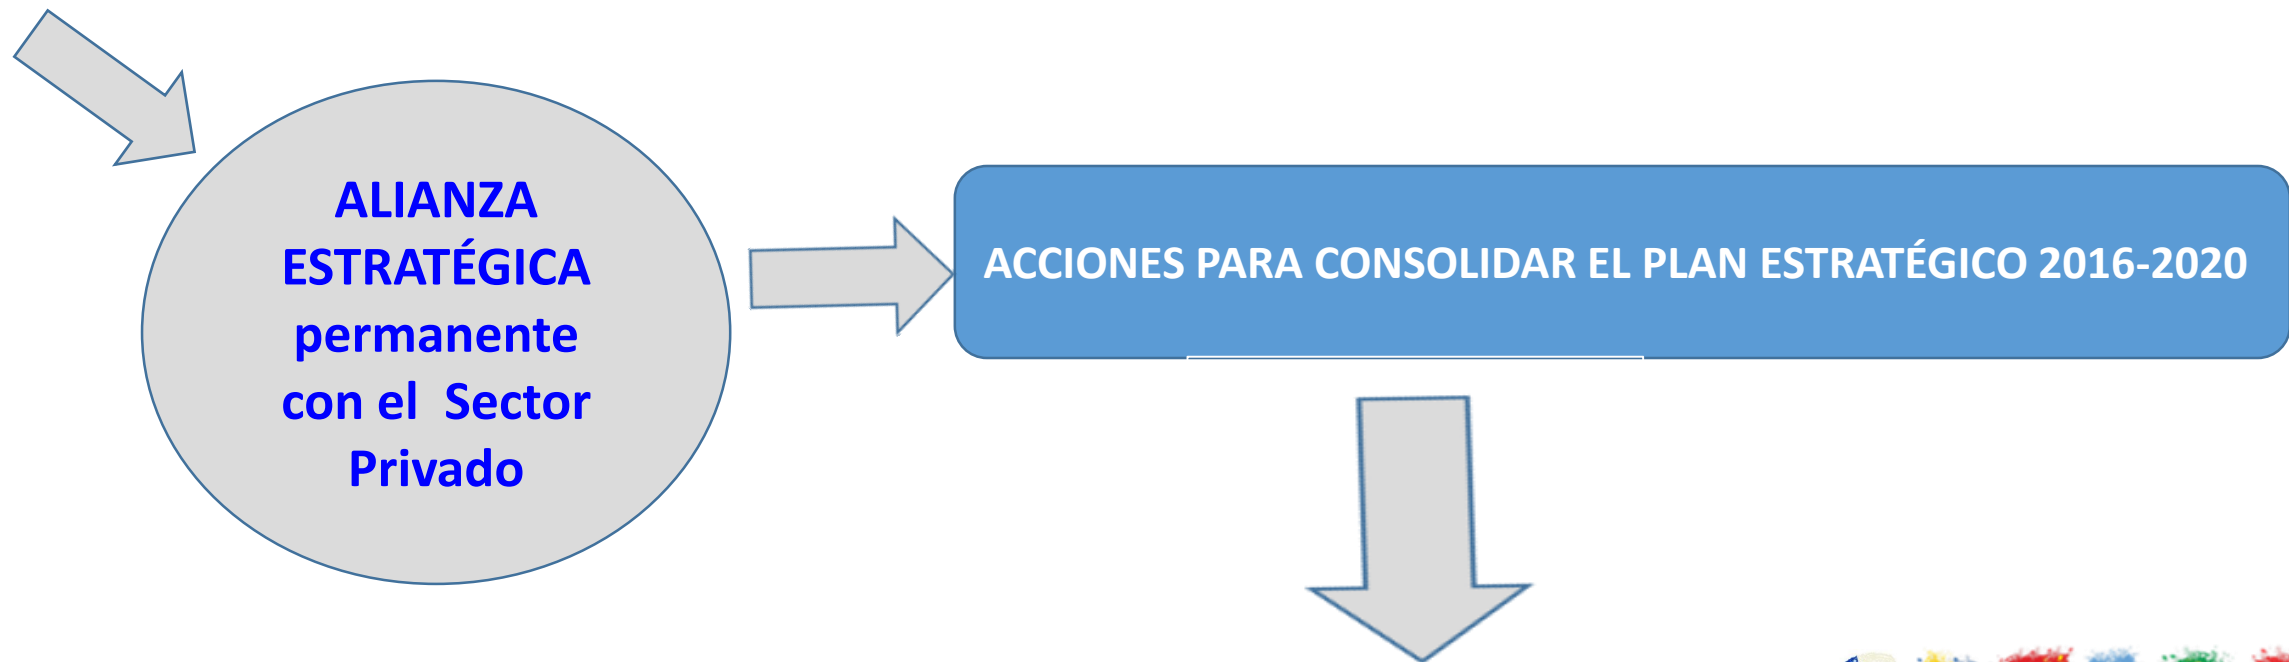 ALIANZA
ESTRATÉGICA
permanente
con el  Sector
Privado
ACCIONES PARA CONSOLIDAR EL PLAN ESTRATÉGICO 2016-2020